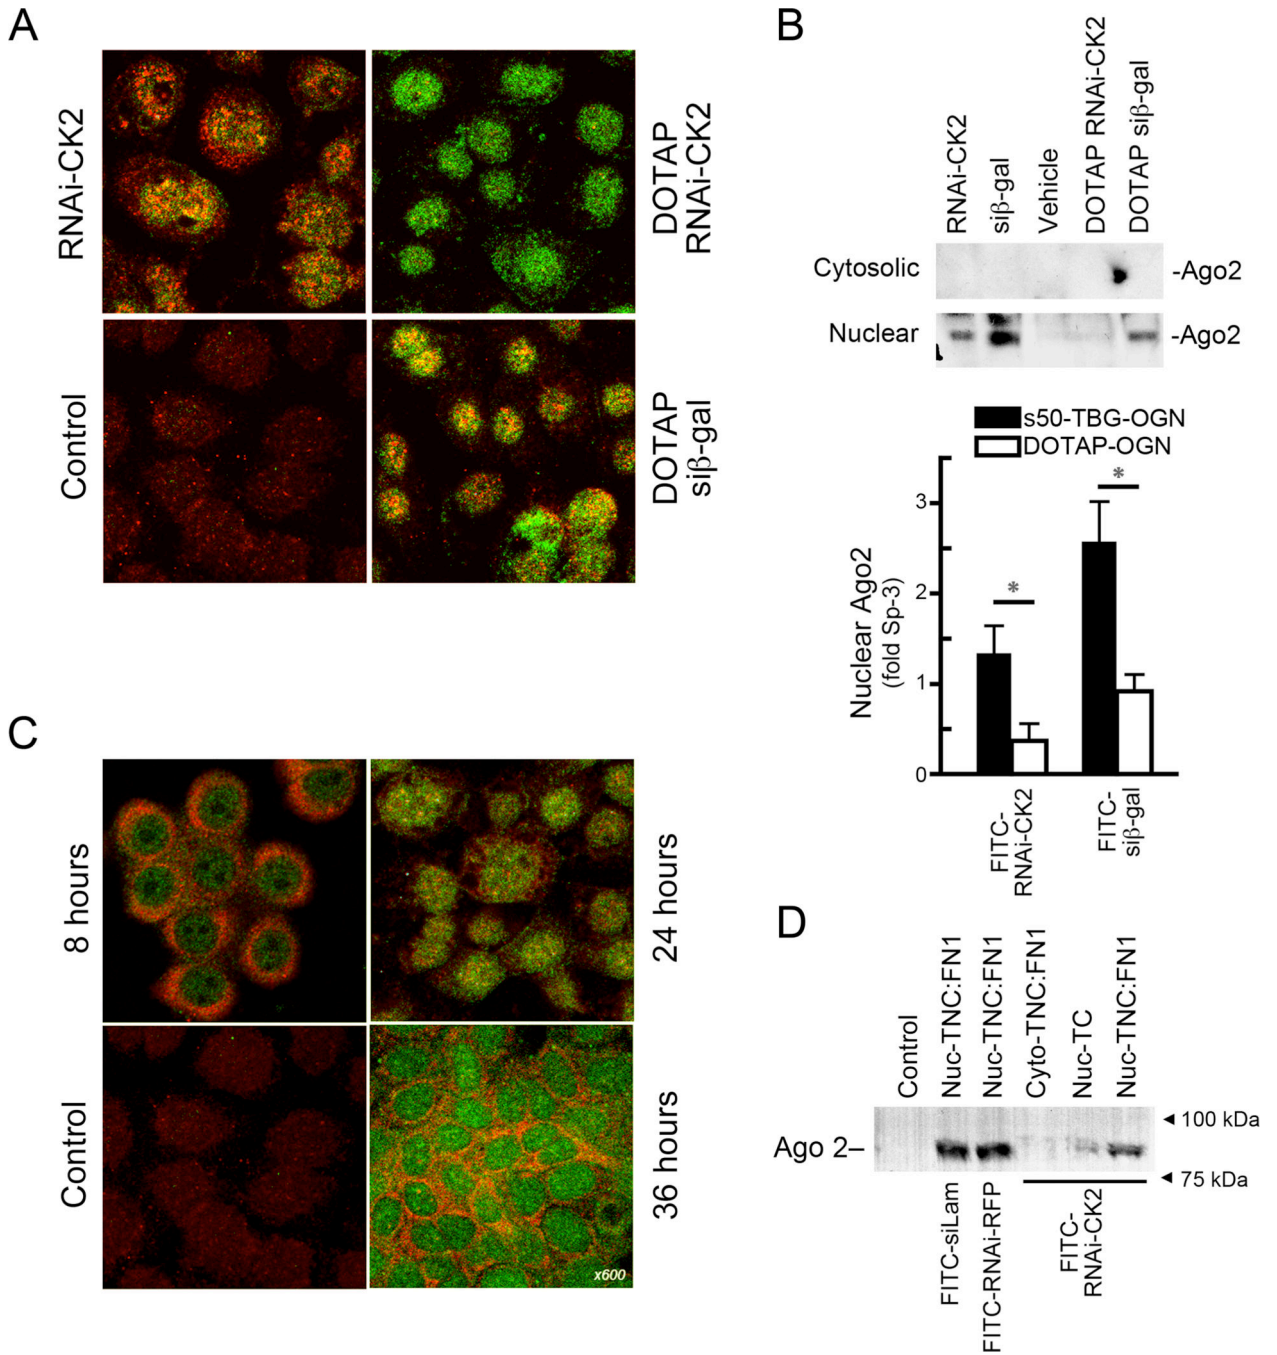 A
RNAi-CK2
DOTAP
RNAi-CK2
Control
DOTAP
siβ-gal
B
RNAi-CK2
siβ-gal
Vehicle
DOTAP RNAi-CK2
DOTAP siβ-gal
Cytosolic
-Ago2
Nuclear
-Ago2
s50-TBG-OGN
DOTAP-OGN
Nuclear Ago2
(fold Sp-3)
3
2
1
0
*
*
FITC-
RNAi-CK2
FITC-
siβ-gal
C
8 hours
24 hours
Control
36 hours
x600
D
Control
Nuc-TNC:FN1
Nuc-TNC:FN1
Cyto-TNC:FN1
Nuc-TC
Nuc-TNC:FN1
Ago 2–
◄ 100 kDa
◄ 75 kDa
FITC-siLam
FITC-RNAi-RFP
FITC-
RNAi-CK2